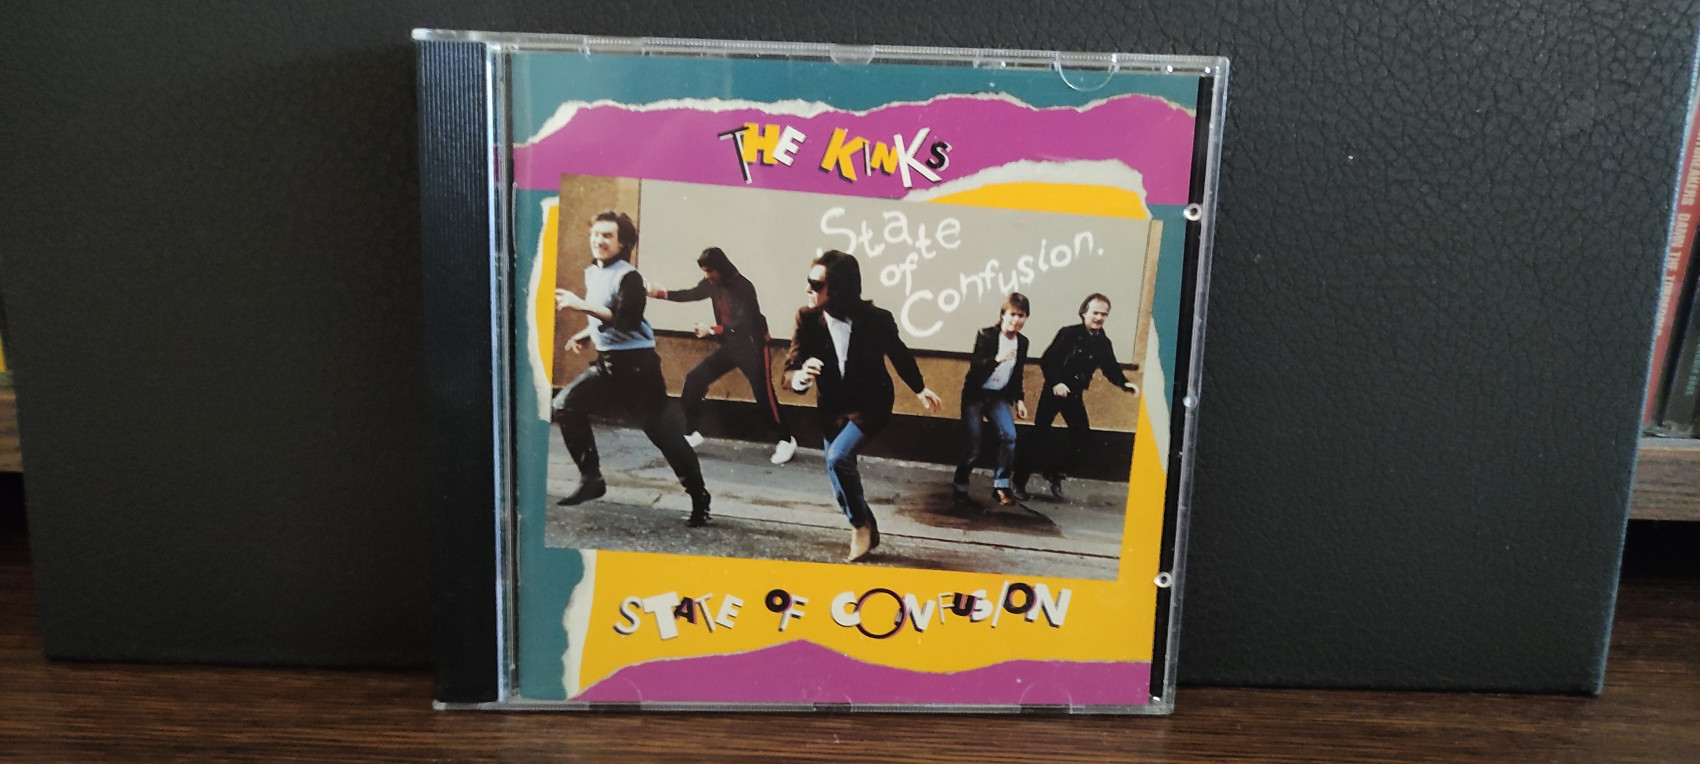 THE KINKS
State
of
Confusion.
STATE OF CONFUSION